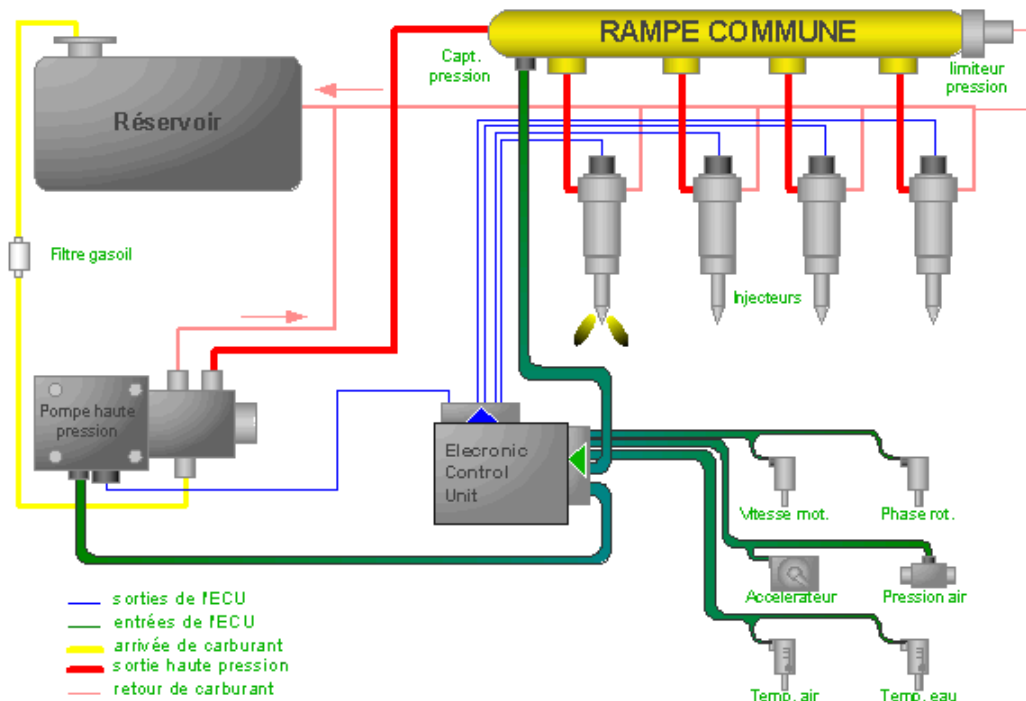 RAMPE COMMUNE
Capt.
pression
limiteur
pression
Réservoir
Filtre gasoil
Injecteurs
Pompe haute
pression
Elecronic
Control
Unit
Vitesse mot.
Phase rot.
Accelerateur
Pression air
sorties de l'ECU
entrées de l'ECU
arrivée de carburant
sortie haute pression
retour de carburant
Temp. air
Temp. eau